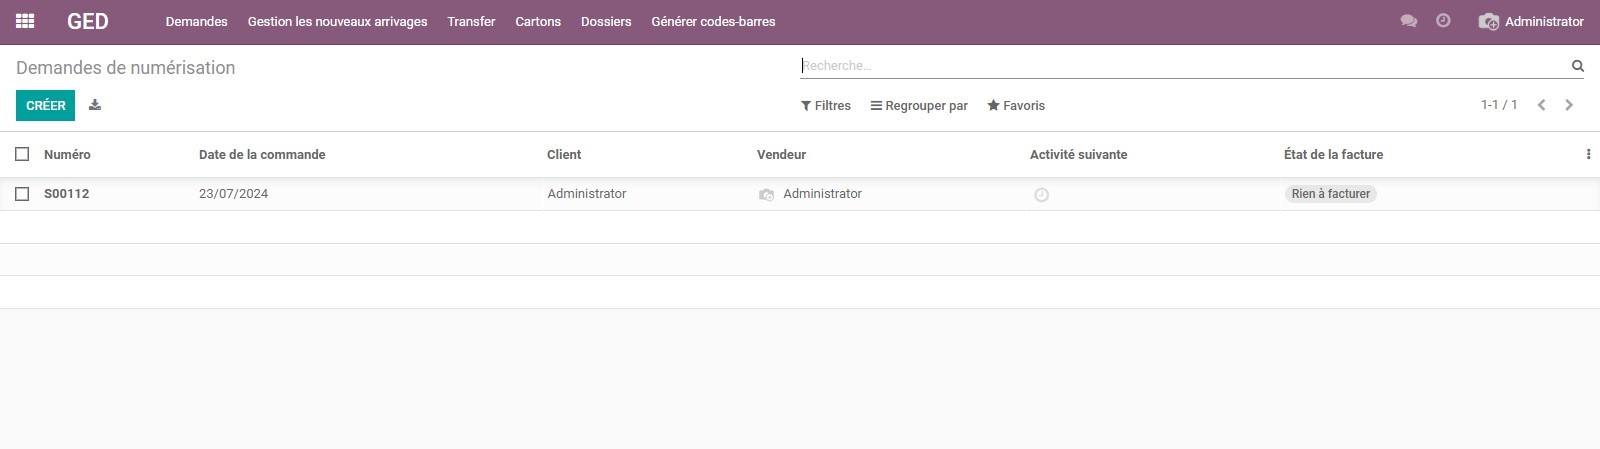 GED Demandes Gestion les nouveaux arrivages Transfer Cartons Dossiers Générer codes-barres Administrator
Demandes de numérisation Recherche...
CRÉER Filtres Regrouper par Favoris 1-1 / 1
Numéro Date de la commande Client Vendeur Activité suivante État de la facture
S00112 23/07/2024 Administrator Administrator Rien à facturer